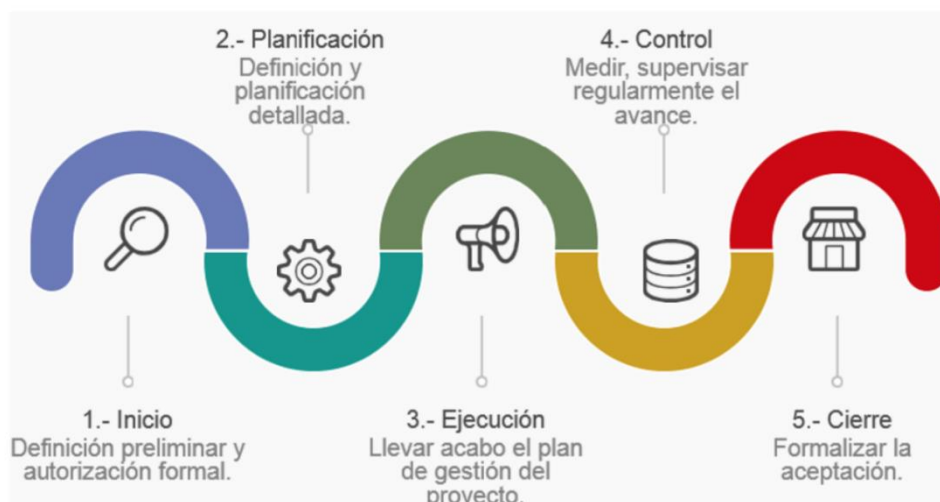 2.- Planificación
Definición y
planificación
detallada.
4.- Control
Medir, supervisar
regularmente el
avance.
1.- Inicio
Definición preliminar y
autorización formal.
3.- Ejecución
Llevar acabo el plan
de gestión del
proyecto.
5.- Cierre
Formalizar la
aceptación.